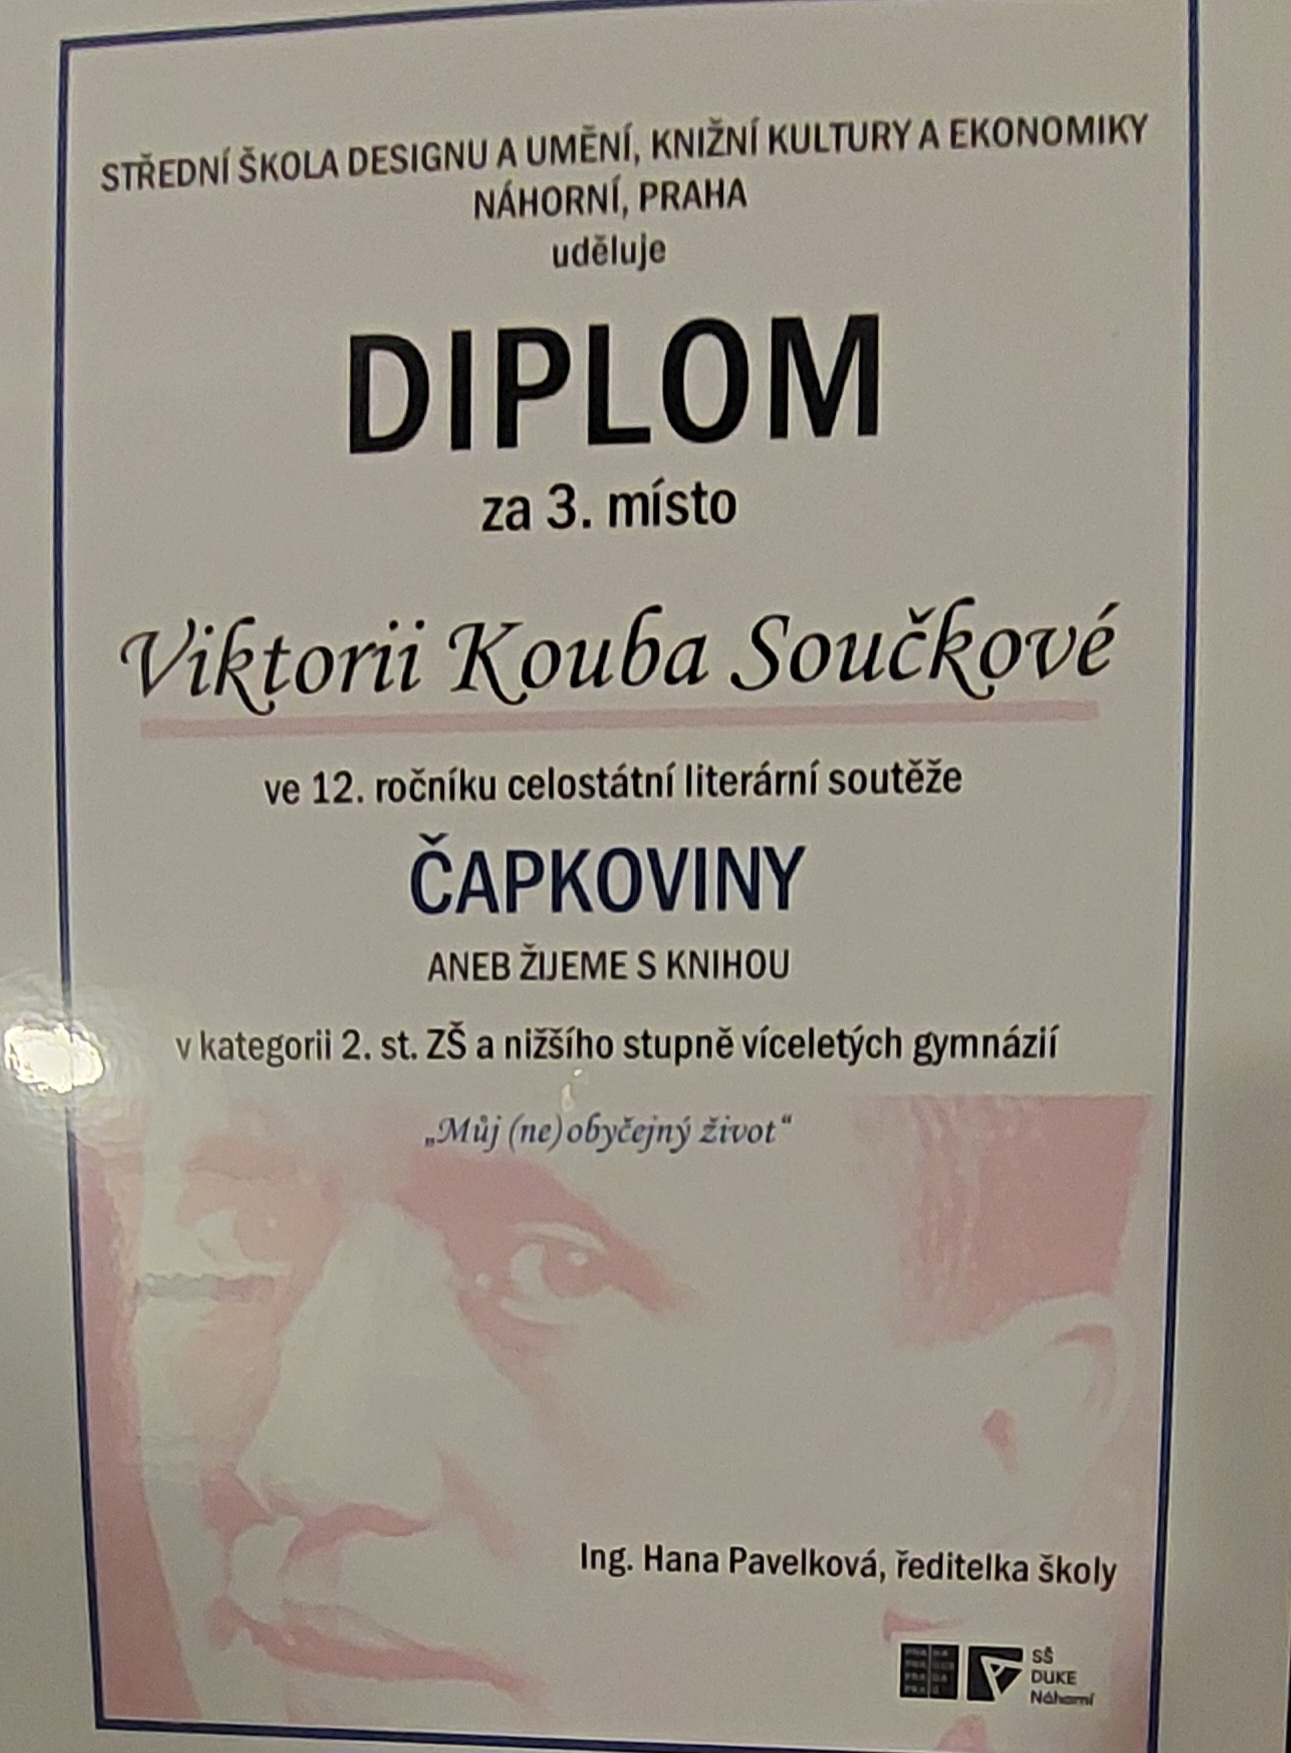 STŘEDNÍ ŠKOLA DESIGNU A UMĚNÍ, KNIŽNÍ KULTURY A EKONOMIKY
NÁHORNÍ, PRAHA
uděluje
DIPLOM
za 3. místo
Viktorii Kouba Součkové
ve 12. ročníku celostátní literární soutěže
ČAPKOVINY
ANEB ŽIJEME S KNIHOU
v kategorii 2. st. ZŠ a nižšího stupně víceletých gymnázií
„Můj (ne)obyčejný život“
Ing. Hana Pavelková, ředitelka školy
SŠ
DUKE
Náhorní